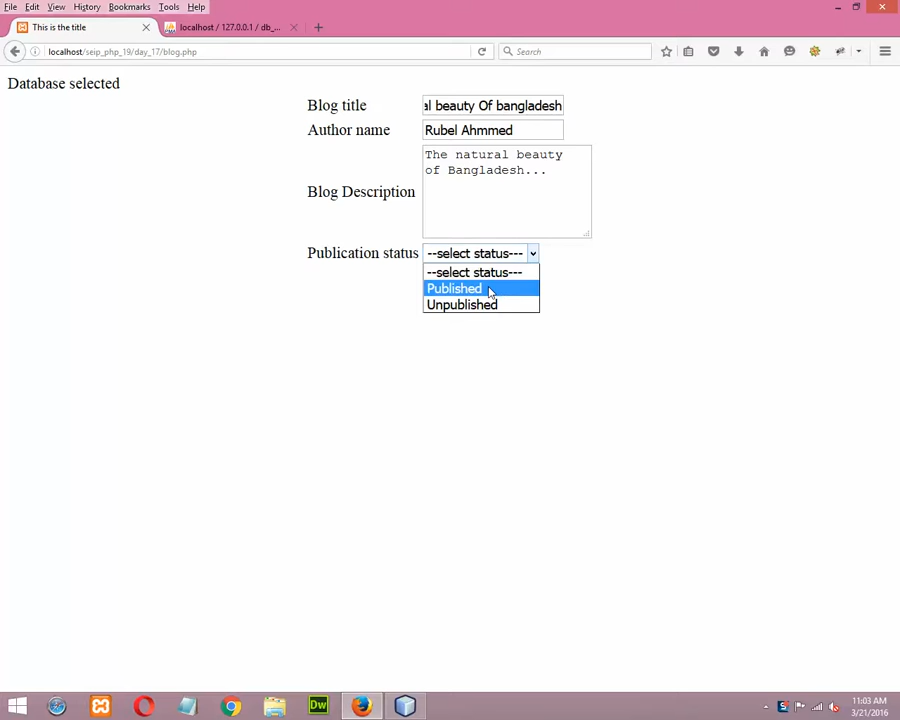 File Edit View History Bookmarks Tools Help
This is the title
localhost / 127.0.0.1 / db_...
localhost/seip_php_19/day_17/blog.php
Search
Database selected
Blog title
al beauty Of bangladesh
Author name
Rubel Ahmmed
Blog Description
The natural beauty
of Bangladesh...
Publication status
--select status---
--select status---
Published
Unpublished
Dw
11:03 AM
3/21/2016